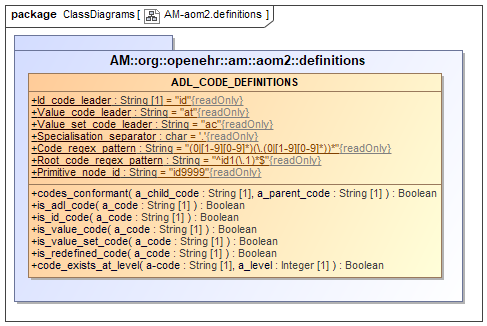 package ClassDiagrams [ AM-aom2.definitions ]
AM::org::openehr::am::aom2::definitions
ADL_CODE_DEFINITIONS
+Id_code_leader : String [1] = "id"{readOnly}
+Value_code_leader : String = "at"{readOnly}
+Value_set_code_leader : String = "ac"{readOnly}
+Specialisation_separator : char = '.'{readOnly}
+Code_regex_pattern : String = "(0|[1-9][0-9]*)(\.(0|[1-9][0-9]*))*"{readOnly}
+Root_code_regex_pattern : String = "^id1(\.1)*$"{readOnly}
+Primitive_node_id : String = "id9999"{readOnly}
+codes_conformant( a_child_code : String [1], a_parent_code : String [1] ) : Boolean
+is_adl_code( a_code : String [1] ) : Boolean
+is_id_code( a_code : String [1] ) : Boolean
+is_value_code( a_code : String [1] ) : Boolean
+is_value_set_code( a_code : String [1] ) : Boolean
+is_redefined_code( a_code : String [1] ) : Boolean
+code_exists_at_level( a-code : String [1], a_level : Integer [1] ) : Boolean